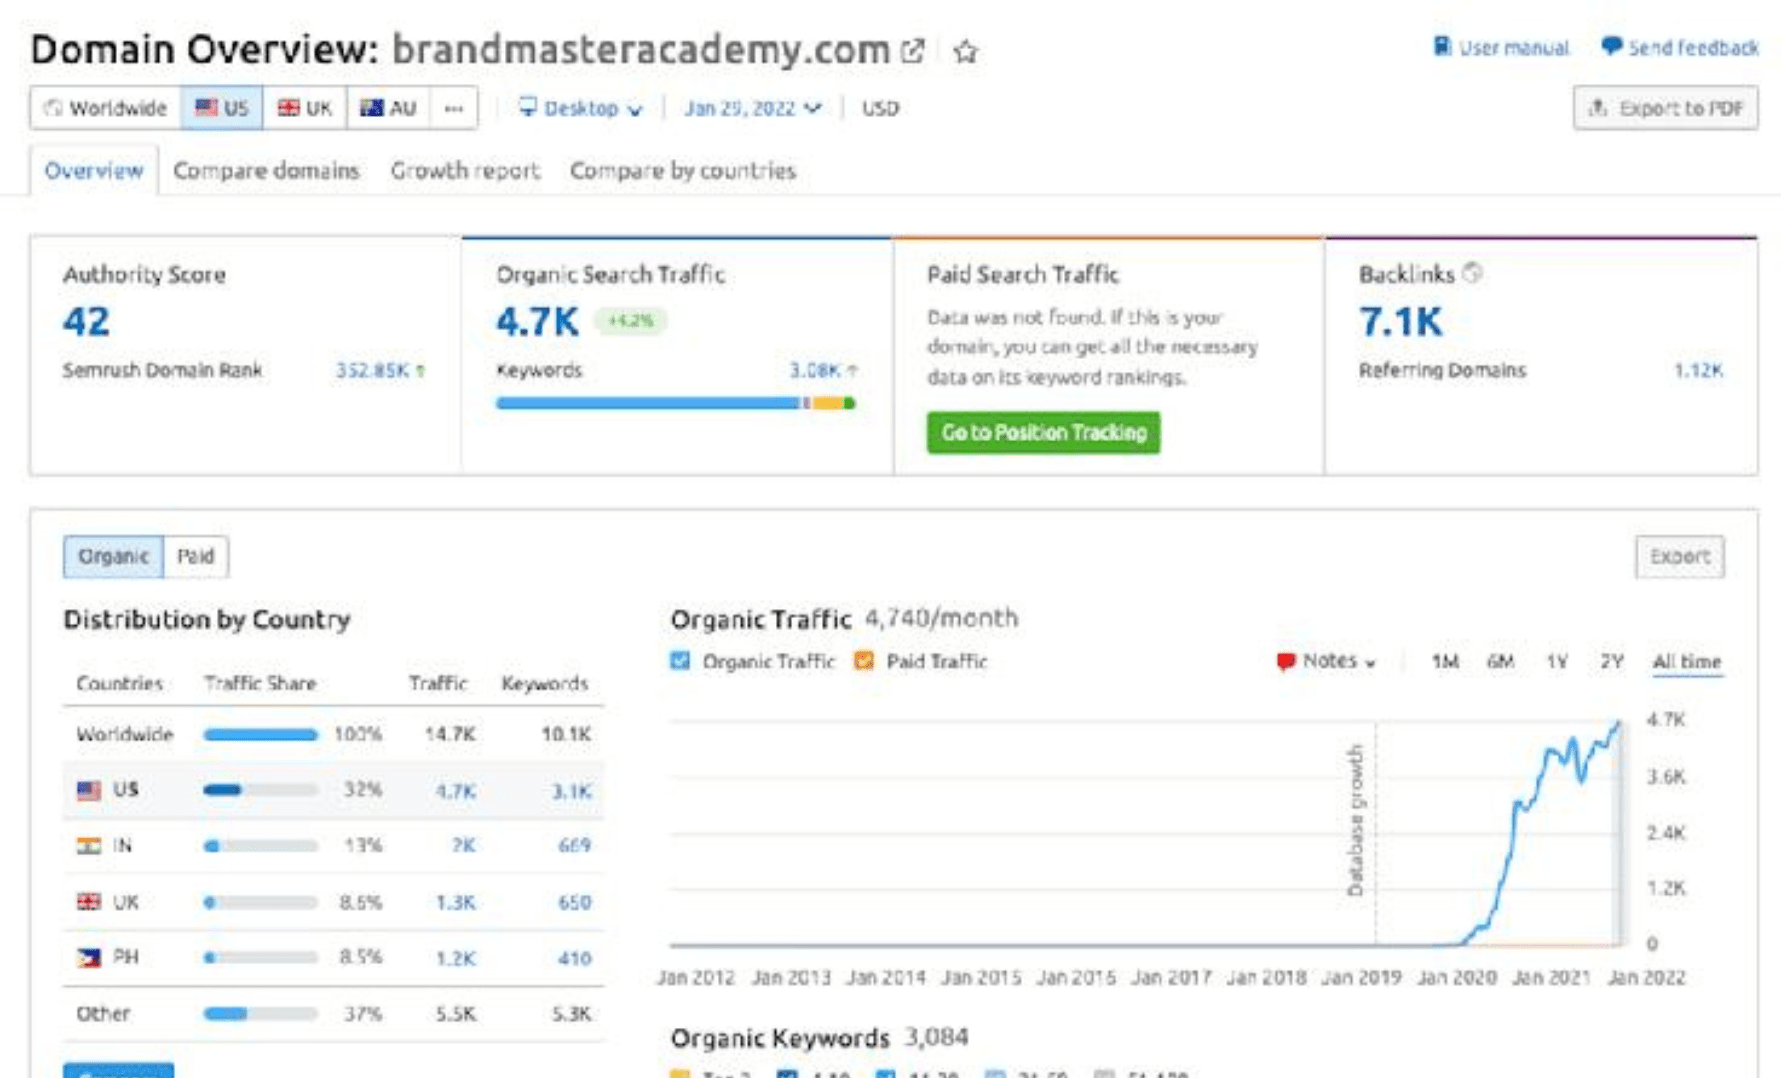 Domain Overview: brandmasteracademy.com
User manual
Send feedback
Worldwide US UK AU ...
Desktop
Jan 29, 2022
USD
Export to PDF
Overview Compare domains Growth report Compare by countries
Authority Score
42
Semrush Domain Rank 352.85K ↑
Organic Search Traffic
4.7K +4.2%
Keywords 3.08K ↑
Paid Search Traffic
Data was not found. If this is your
domain, you can get all the necessary
data on its keyword rankings.
Go to Position Tracking
Backlinks
7.1K
Referring Domains 1.12K
Organic Paid
Export
Distribution by Country
Countries Traffic Share Traffic Keywords
Worldwide 100% 14.7K 10.1K
US 32% 4.7K 3.1K
IN 13% 2K 669
UK 8.6% 1.3K 650
PH 8.5% 1.2K 410
Other 37% 5.5K 5.3K
Organic Traffic 4,740/month
Organic Traffic Paid Traffic
Notes 1M 6M 1Y 2Y All time
4.7K
3.6K
2.4K
1.2K
0
Database growth
Jan 2012 Jan 2013 Jan 2014 Jan 2015 Jan 2016 Jan 2017 Jan 2018 Jan 2019 Jan 2020 Jan 2021 Jan 2022
Organic Keywords 3,084